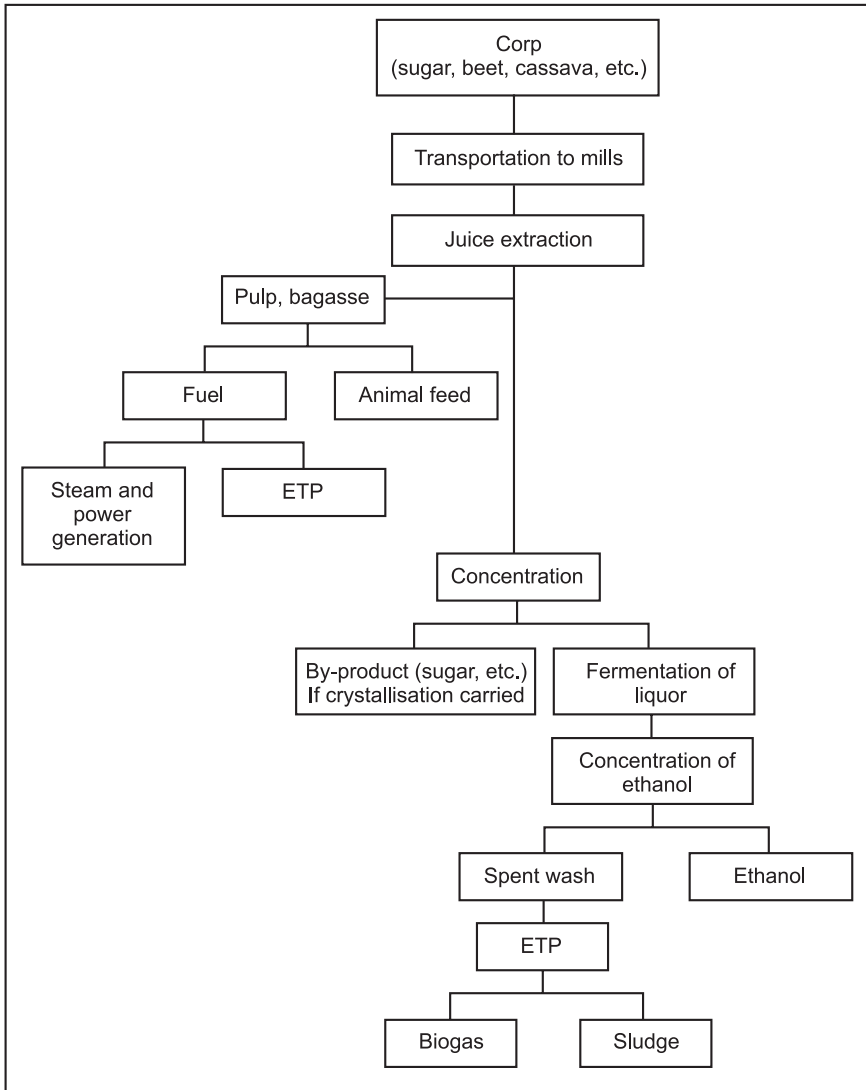 Corp
(sugar, beet, cassava, etc.)
Transportation to mills
Juice extraction
Pulp, bagasse
Fuel
Animal feed
Steam and
power
generation
ETP
Concentration
By-product (sugar, etc.)
If crystallisation carried
Fermentation of
liquor
Concentration of
ethanol
Spent wash
Ethanol
ETP
Biogas
Sludge